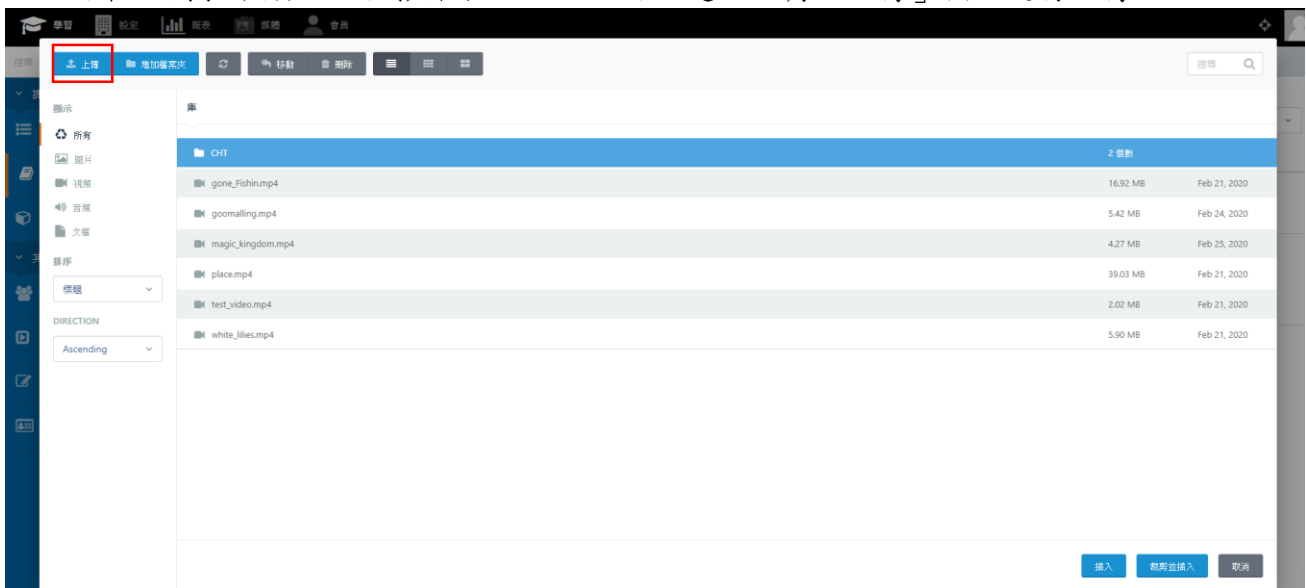 學習 設定 報表 媒體 會員
搜尋
上傳 增加檔案夾 移動 刪除 搜尋
顯示
庫
所有
圖片
視頻
音頻
文檔
排序
標題
DIRECTION
Ascending
CHT 2 個數
gone_Fishin.mp4 16.92 MB Feb 21, 2020
goomalling.mp4 5.42 MB Feb 24, 2020
magic_kingdom.mp4 4.27 MB Feb 25, 2020
place.mp4 39.03 MB Feb 21, 2020
test_video.mp4 2.02 MB Feb 21, 2020
white_lilies.mp4 5.90 MB Feb 21, 2020
插入 裁剪並插入 取消